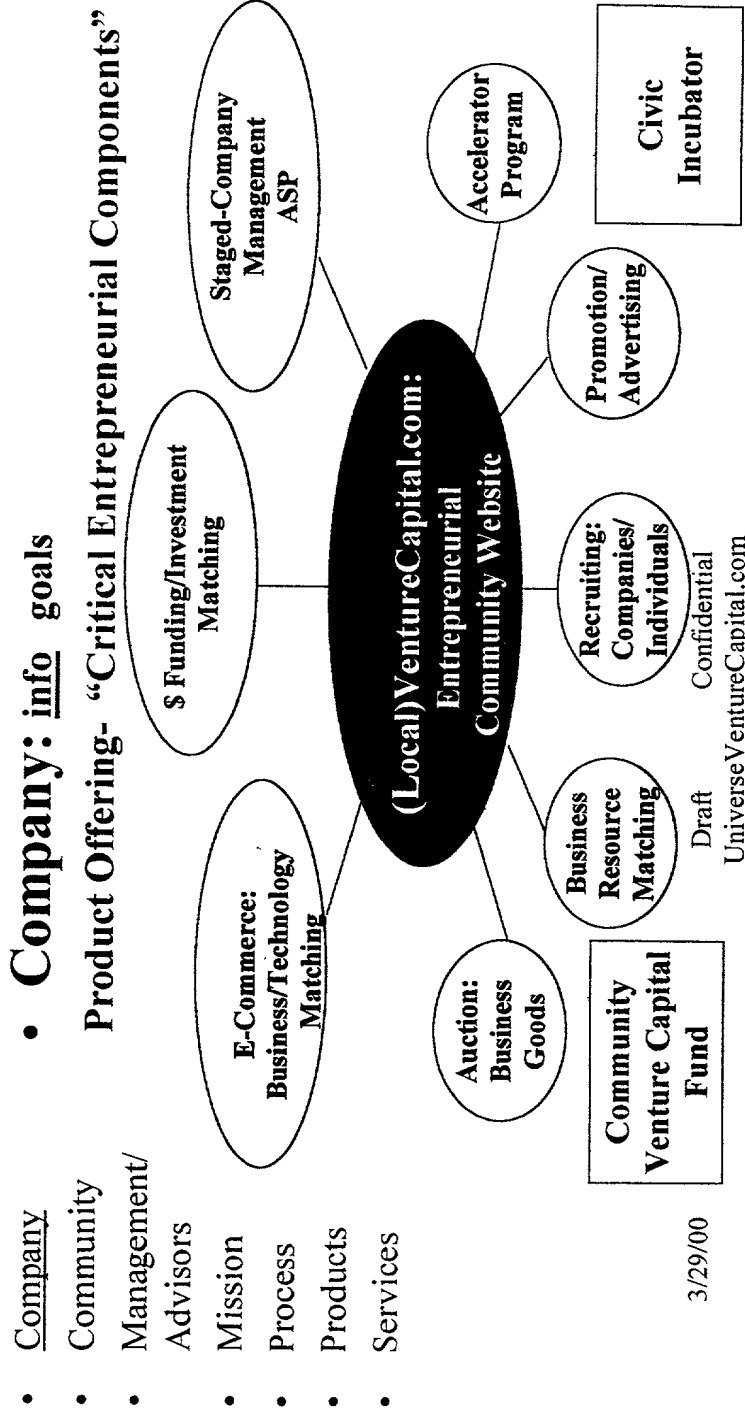 • Company
• Community
• Management/
Advisors
• Mission
• Process
• Products
• Services
• Company: info goals
Product Offering- “Critical Entrepreneurial Components”
E-Commerce:
Business/Technology
Matching
$ Funding/Investment
Matching
Staged-Company
Management
ASP
(Local)VentureCapital.com:
Entrepreneurial
Community Website
Auction:
Business
Goods
Business
Resource
Matching
Recruiting:
Companies/
Individuals
Promotion/
Advertising
Accelerator
Program
Community
Venture Capital
Fund
Civic
Incubator
3/29/00
Draft Confidential
UniverseVentureCapital.com